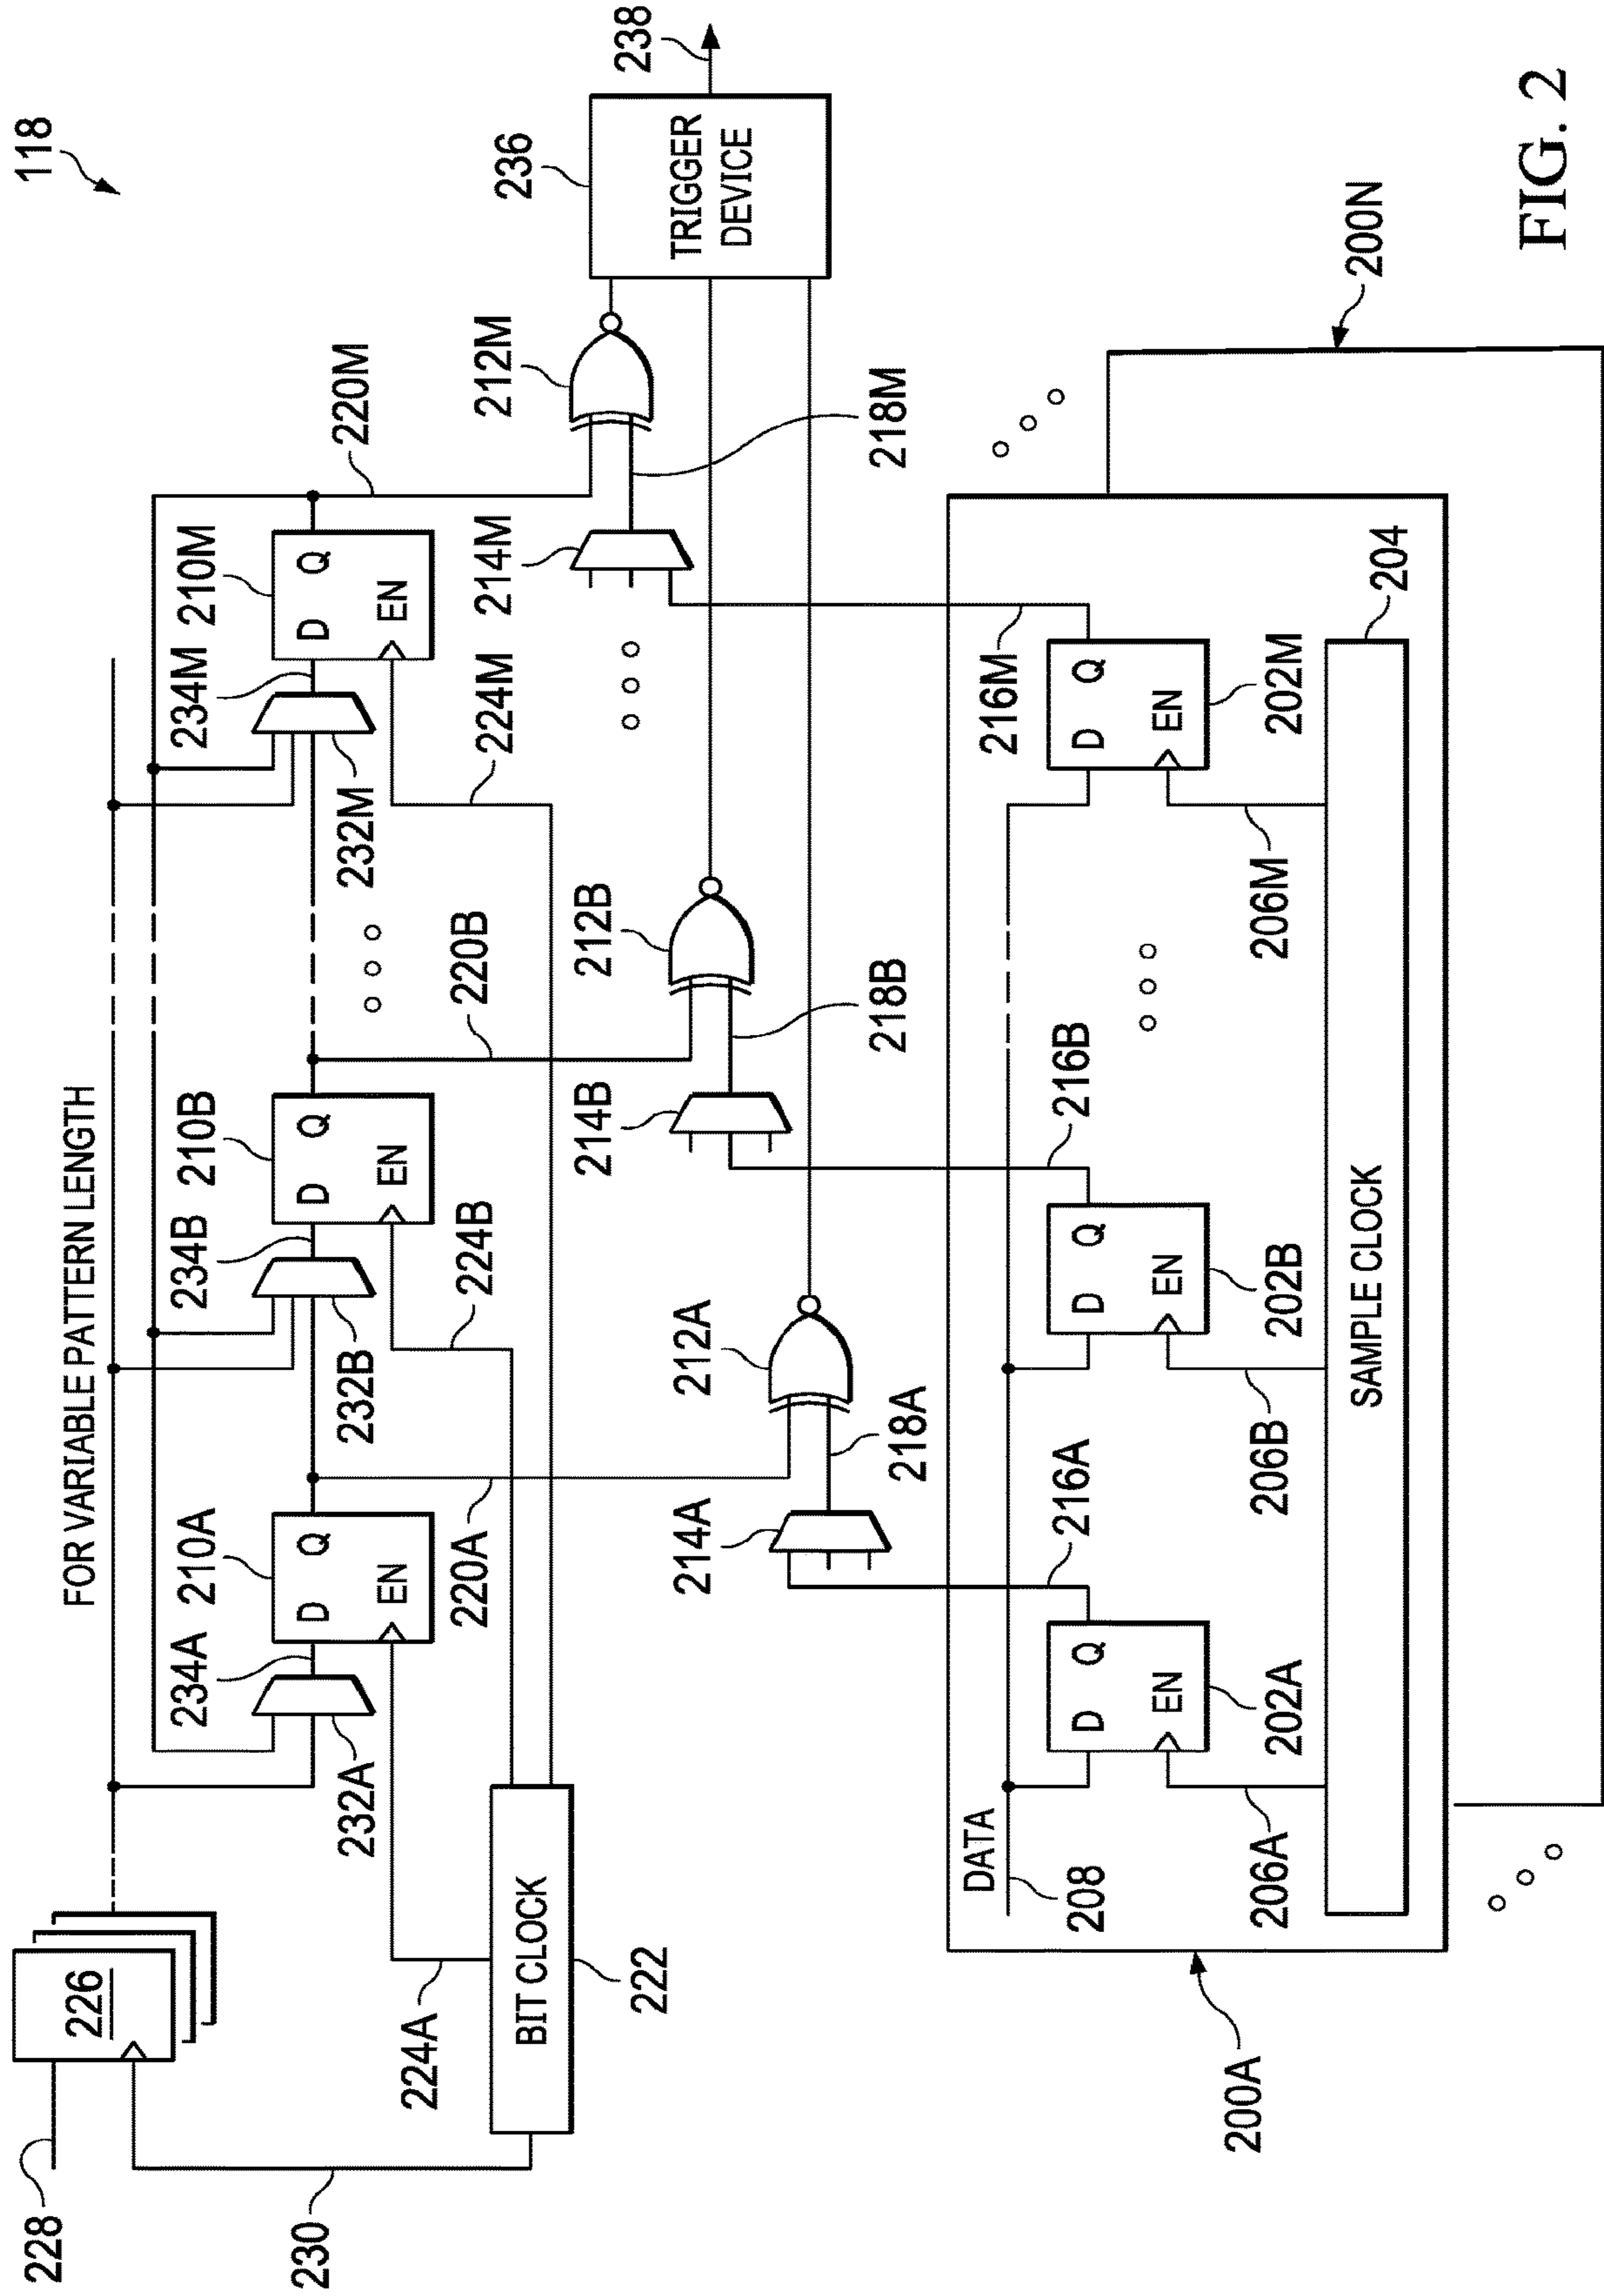 118
FOR VARIABLE PATTERN LENGTH
228
226
230
234A
210A
D
Q
EN
232A
234B
210B
D
Q
EN
232B
234M
210M
D
Q
EN
232M
220M
224A
BIT CLOCK
222
220A
224B
220B
224M
214A
212A
218A
214B
212B
218B
214M
212M
218M
236
TRIGGER
DEVICE
238
200A
DATA
208
216A
D
Q
EN
202A
206A
216B
D
Q
EN
202B
206B
216M
D
Q
EN
202M
206M
SAMPLE CLOCK
204
200N
FIG. 2